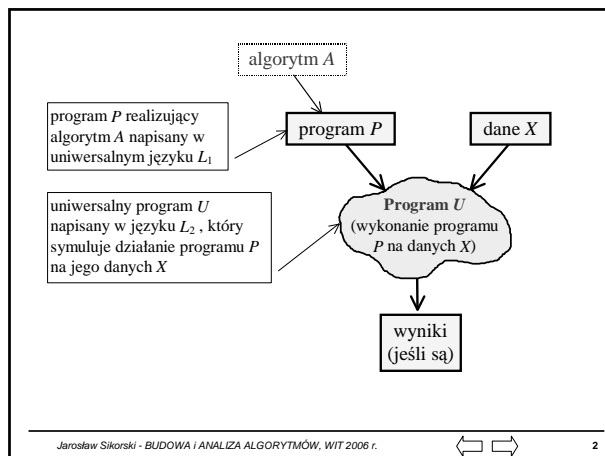 algorytm A
program P realizujący
algorytm A napisany w
uniwersalnym języku L1
program P
dane X
uniwersalny program U
napisany w języku L2 , który
symuluje działanie programu P
na jego danych X
Program U
(wykonanie programu
P na danych X)
wyniki
(jeśli są)
Jarosław Sikorski - BUDOWA i ANALIZA ALGORYTMÓW, WIT 2006 r.
2